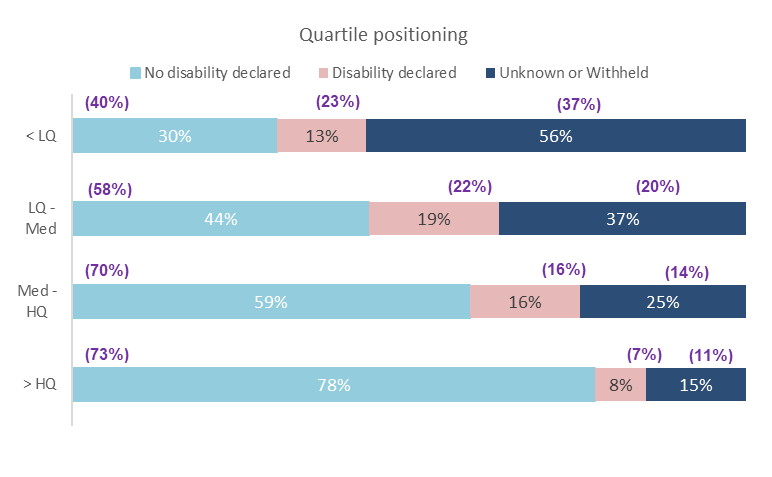 Quartile positioning
No disability declared Disability declared Unknown or Withheld
(40%) (23%) (37%)
< LQ 30% 13% 56%
(58%) (22%) (20%)
LQ -
Med 44% 19% 37%
(70%) (16%) (14%)
Med -
HQ 59% 16% 25%
(73%) (7%) (11%)
> HQ 78% 8% 15%